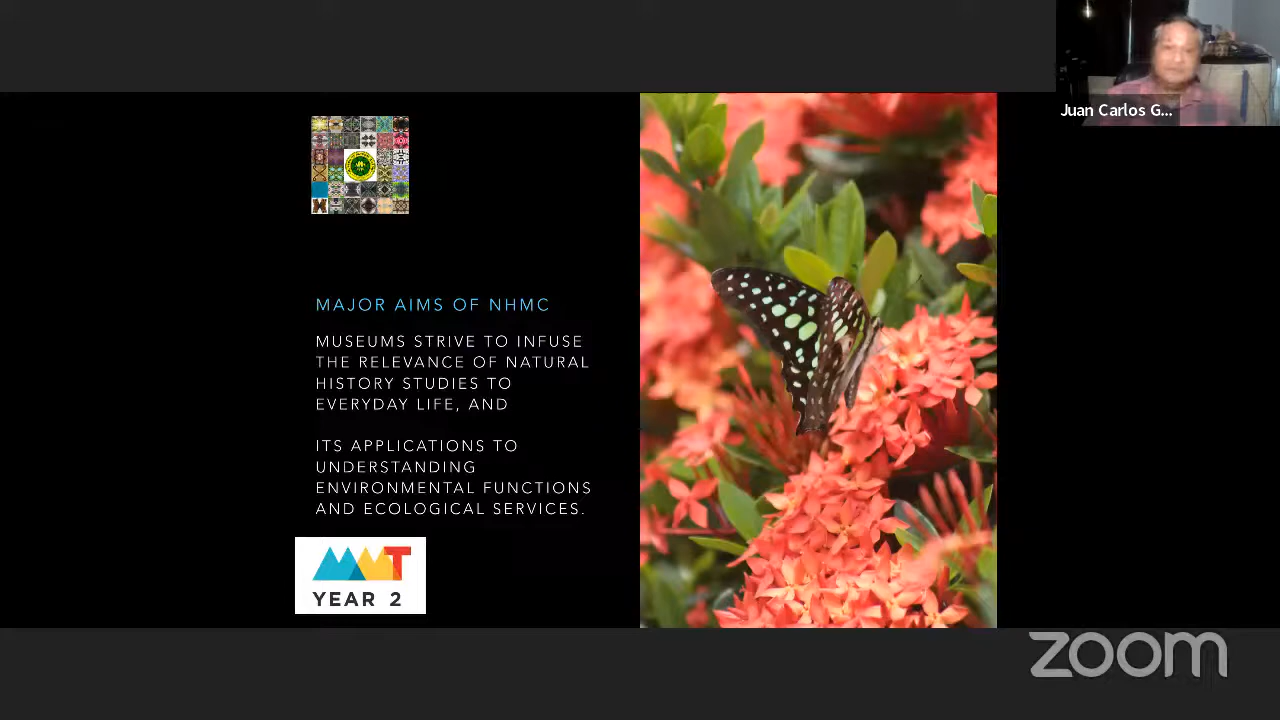 Juan Carlos G...
MAJOR AIMS OF NHMC
MUSEUMS STRIVE TO INFUSE
THE RELEVANCE OF NATURAL
HISTORY STUDIES TO
EVERYDAY LIFE, AND
ITS APPLICATIONS TO
UNDERSTANDING
ENVIRONMENTAL FUNCTIONS
AND ECOLOGICAL SERVICES.
MMT
YEAR 2
zoom